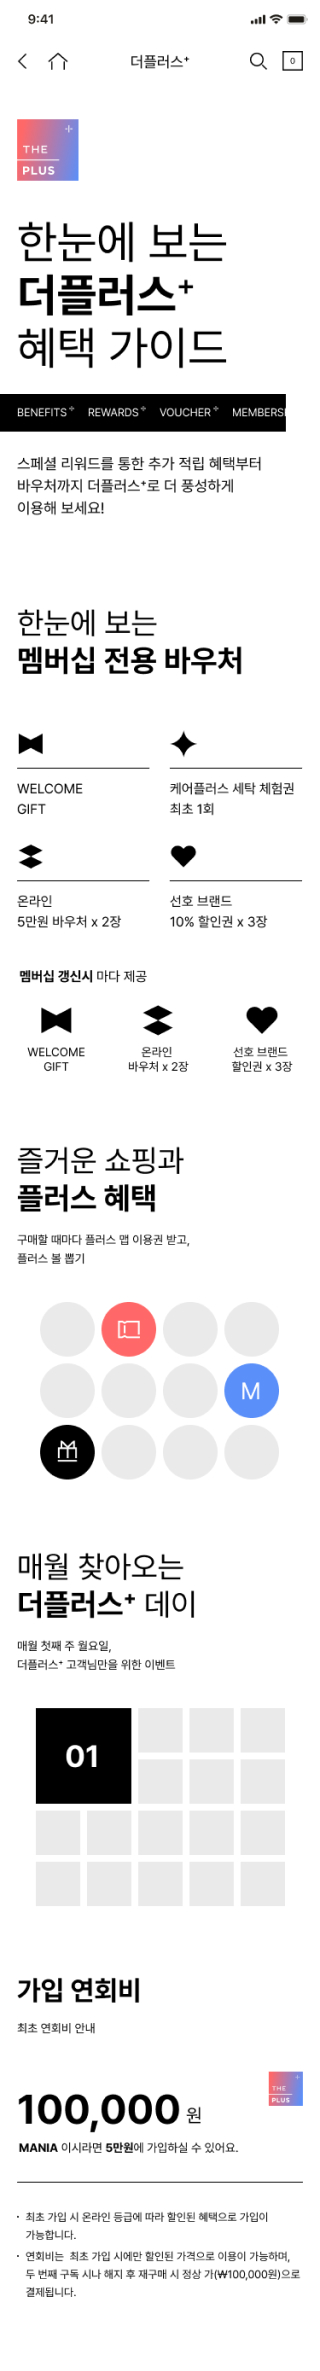 9:41
더플러스⁺
0
THE
PLUS
한눈에 보는
더플러스⁺
혜택 가이드
BENEFITS⁺ REWARDS⁺ VOUCHER⁺ MEMBERS
스페셜 리워드를 통한 추가 적립 혜택부터
바우처까지 더플러스⁺로 더 풍성하게
이용해 보세요!
한눈에 보는
멤버십 전용 바우처
WELCOME
GIFT
케어플러스 세탁 체험권
최초 1회
온라인
5만원 바우처 x 2장
선호 브랜드
10% 할인권 x 3장
멤버십 갱신시 마다 제공
WELCOME
GIFT
온라인
바우처 x 2장
선호 브랜드
할인권 x 3장
즐거운 쇼핑과
플러스 혜택
구매할 때마다 플러스 맵 이용권 받고,
플러스 볼 뽑기
M
매월 찾아오는
더플러스⁺ 데이
매월 첫째 주 월요일,
더플러스⁺ 고객님만을 위한 이벤트
01
가입 연회비
최초 연회비 안내
THE
PLUS
100,000 원
MANIA 이시라면 5만원에 가입하실 수 있어요.
· 최초 가입 시 온라인 등급에 따라 할인된 혜택으로 가입이
가능합니다.
· 연회비는 최초 가입 시에만 할인된 가격으로 이용이 가능하며,
두 번째 구독 시나 해지 후 재구매 시 정상 가(₩100,000원)으로
결제됩니다.